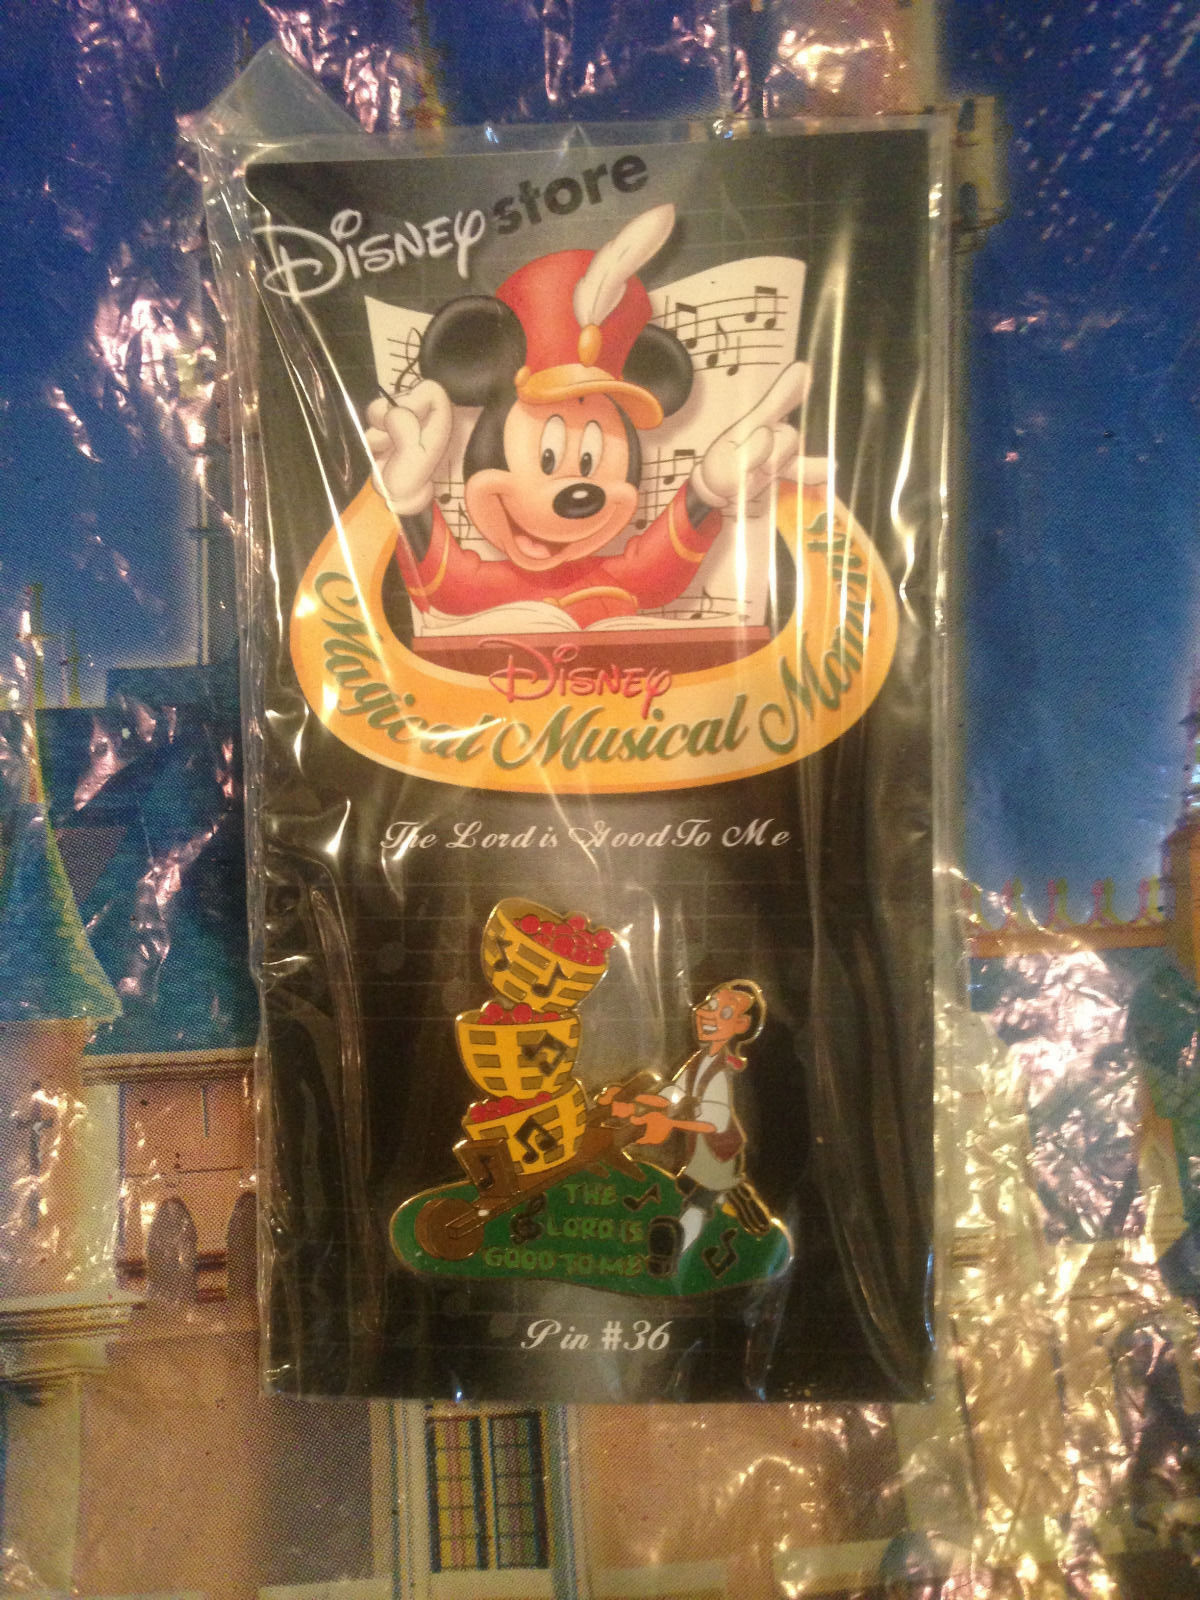 Disney store
Disney
Magical Musical Moments
The Lord is Good To Me
THE
LORD IS
GOOD TO ME
Pin #36